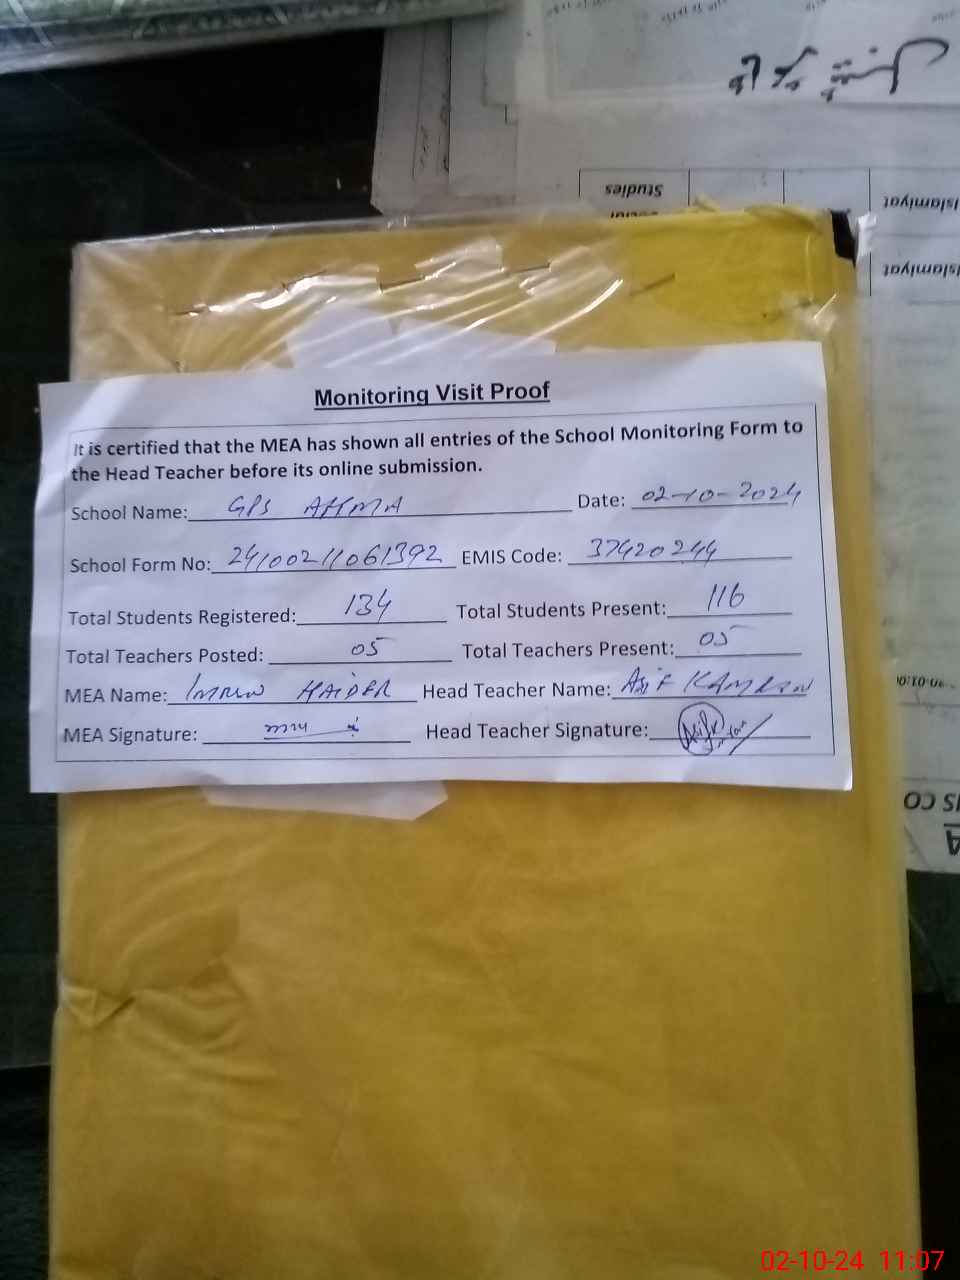 Studies
Islamiyat
Islamiyat
Monitoring Visit Proof
It is certified that the MEA has shown all entries of the School Monitoring Form to
the Head Teacher before its online submission.
School Name: GPS AHMA Date: 02-10-2024
School Form No: 24100211061392 EMIS Code: 37420244
Total Students Registered: 134 Total Students Present: 116
Total Teachers Posted: 05 Total Teachers Present: 05
MEA Name: Imran HAIDER Head Teacher Name: Asif KAMRAN
MEA Signature: Head Teacher Signature:
02-10-24 11:07